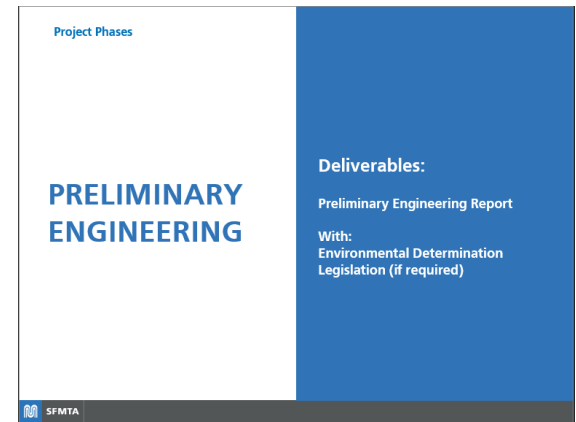 Project Phases
PRELIMINARY
ENGINEERING
Deliverables:
Preliminary Engineering Report
With:
Environmental Determination
Legislation (if required)
SFMTA